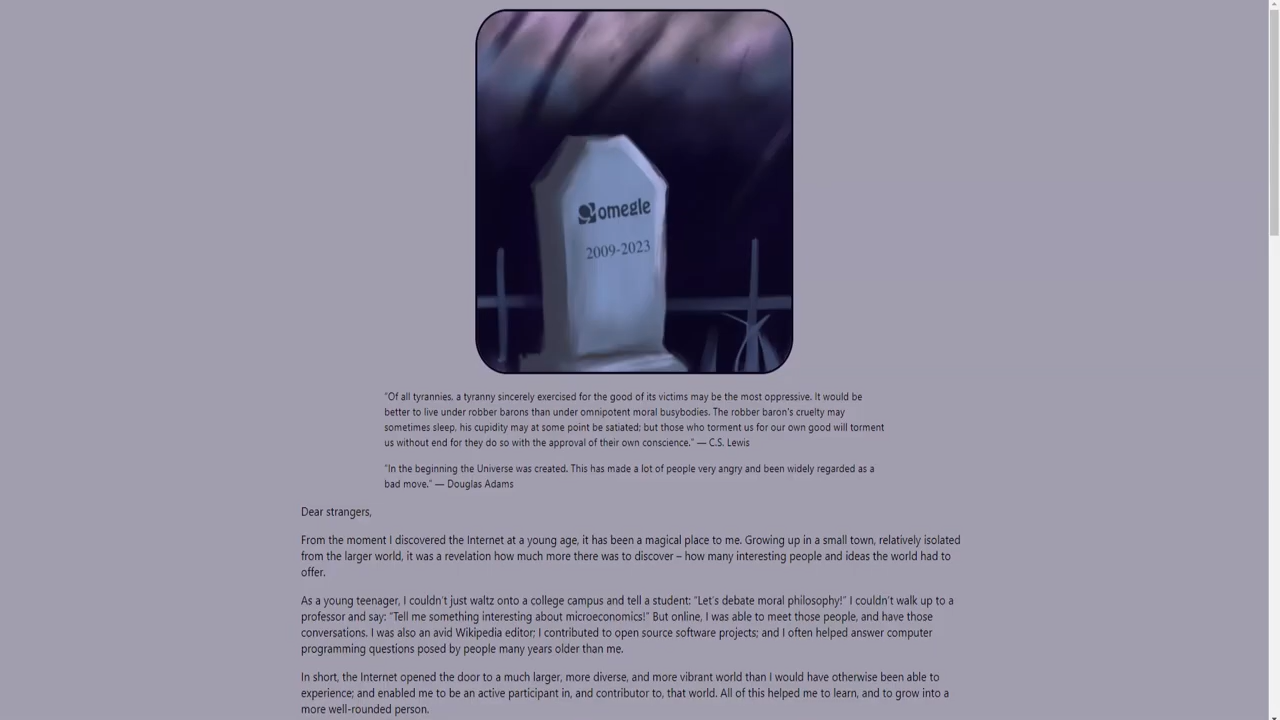 omegle
2009-2023
"Of all tyrannies, a tyranny sincerely exercised for the good of its victims may be the most oppressive. It would be
better to live under robber barons than under omnipotent moral busybodies. The robber baron's cruelty may
sometimes sleep, his cupidity may at some point be satiated; but those who torment us for our own good will torment
us without end for they do so with the approval of their own conscience." — C.S. Lewis
"In the beginning the Universe was created. This has made a lot of people very angry and been widely regarded as a
bad move." — Douglas Adams
Dear strangers,
From the moment I discovered the Internet at a young age, it has been a magical place to me. Growing up in a small town, relatively isolated
from the larger world, it was a revelation how much more there was to discover – how many interesting people and ideas the world had to
offer.
As a young teenager, I couldn't just waltz onto a college campus and tell a student: "Let's debate moral philosophy!" I couldn't walk up to a
professor and say: "Tell me something interesting about microeconomics!" But online, I was able to meet those people, and have those
conversations. I was also an avid Wikipedia editor; I contributed to open source software projects; and I often helped answer computer
programming questions posed by people many years older than me.
In short, the Internet opened the door to a much larger, more diverse, and more vibrant world than I would have otherwise been able to
experience; and enabled me to be an active participant in, and contributor to, that world. All of this helped me to learn, and to grow into a
more well-rounded person.